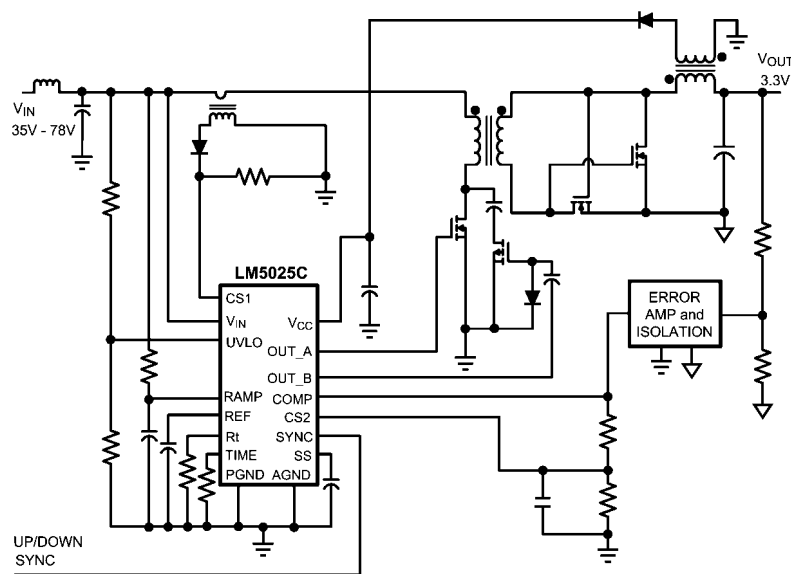 VIN
35V - 78V
VOUT
3.3V
LM5025C
CS1
VIN
UVLO
RAMP
REF
Rt
TIME
PGND
AGND
VCC
OUT_A
OUT_B
COMP
CS2
SYNC
SS
ERROR
AMP and
ISOLATION
UP/DOWN
SYNC